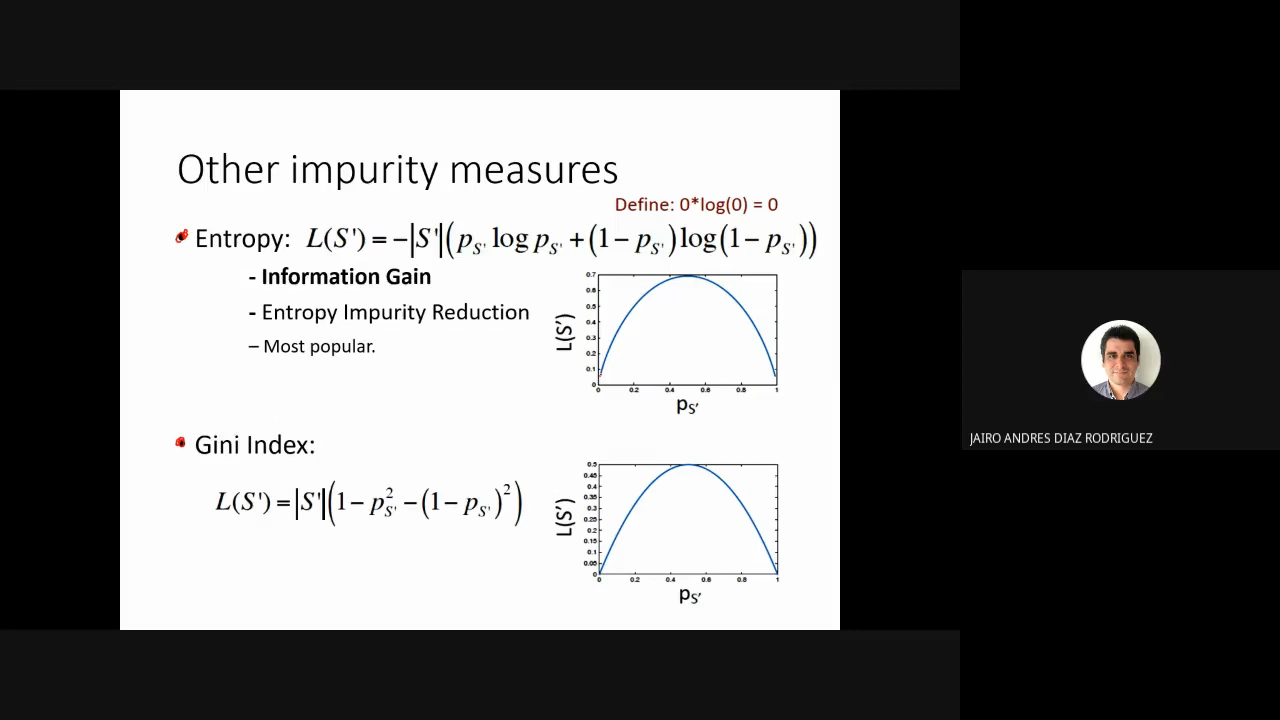 Other impurity measures
Define: 0*log(0) = 0
Entropy: L(S') = −|S'|(p_S' log p_S' + (1 − p_S') log(1 − p_S'))
- Information Gain
- Entropy Impurity Reduction
– Most popular.
0.7
0.6
0.5
0.4
0.3
0.2
0.1
0
L(S')
0 0.2 0.4 0.6 0.8 1
p_S'
Gini Index:
L(S') = |S'|(1 − p_S'^2 − (1 − p_S')^2)
0.5
0.45
0.4
0.35
0.3
0.25
0.2
0.15
0.1
0.05
0
L(S')
0 0.2 0.4 0.6 0.8 1
p_S'
JAIRO ANDRES DIAZ RODRIGUEZ